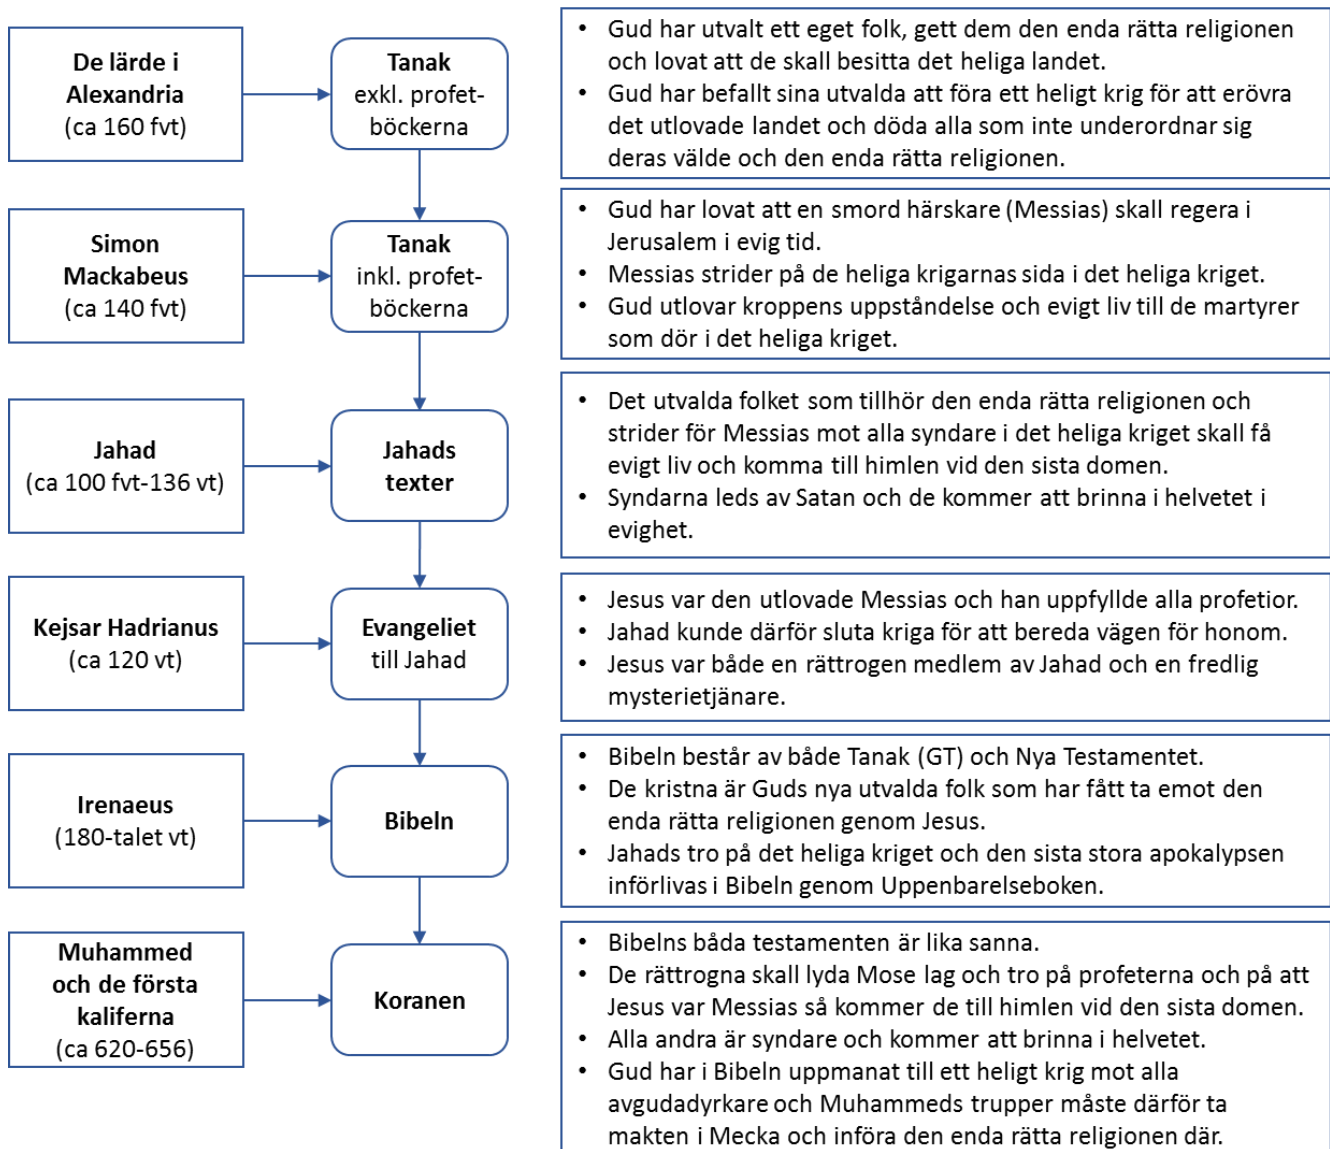 De lärde i
Alexandria
(ca 160 fvt)
Tanak
exkl. profet-
böckerna
• Gud har utvalt ett eget folk, gett dem den enda rätta religionen
och lovat att de skall besitta det heliga landet.
• Gud har befallt sina utvalda att föra ett heligt krig för att erövra
det utlovade landet och döda alla som inte underordnar sig
deras välde och den enda rätta religionen.
Simon
Mackabeus
(ca 140 fvt)
Tanak
inkl. profet-
böckerna
• Gud har lovat att en smord härskare (Messias) skall regera i
Jerusalem i evig tid.
• Messias strider på de heliga krigarnas sida i det heliga kriget.
• Gud utlovar kroppens uppståndelse och evigt liv till de martyrer
som dör i det heliga kriget.
Jahad
(ca 100 fvt-136 vt)
Jahads
texter
• Det utvalda folket som tillhör den enda rätta religionen och
strider för Messias mot alla syndare i det heliga kriget skall få
evigt liv och komma till himlen vid den sista domen.
• Syndarna leds av Satan och de kommer att brinna i helvetet i
evighet.
Kejsar Hadrianus
(ca 120 vt)
Evangeliet
till Jahad
• Jesus var den utlovade Messias och han uppfyllde alla profetior.
• Jahad kunde därför sluta kriga för att bereda vägen för honom.
• Jesus var både en rättrogen medlem av Jahad och en fredlig
mysterietjänare.
Irenaeus
(180-talet vt)
Bibeln
• Bibeln består av både Tanak (GT) och Nya Testamentet.
• De kristna är Guds nya utvalda folk som har fått ta emot den
enda rätta religionen genom Jesus.
• Jahads tro på det heliga kriget och den sista stora apokalypsen
införlivas i Bibeln genom Uppenbarelseboken.
Muhammed
och de första
kaliferna
(ca 620-656)
Koranen
• Bibelns båda testamenten är lika sanna.
• De rättrogna skall lyda Mose lag och tro på profeterna och på att
Jesus var Messias så kommer de till himlen vid den sista domen.
• Alla andra är syndare och kommer att brinna i helvetet.
• Gud har i Bibeln uppmanat till ett heligt krig mot alla
avgudadyrkare och Muhammeds trupper måste därför ta
makten i Mecka och införa den enda rätta religionen där.